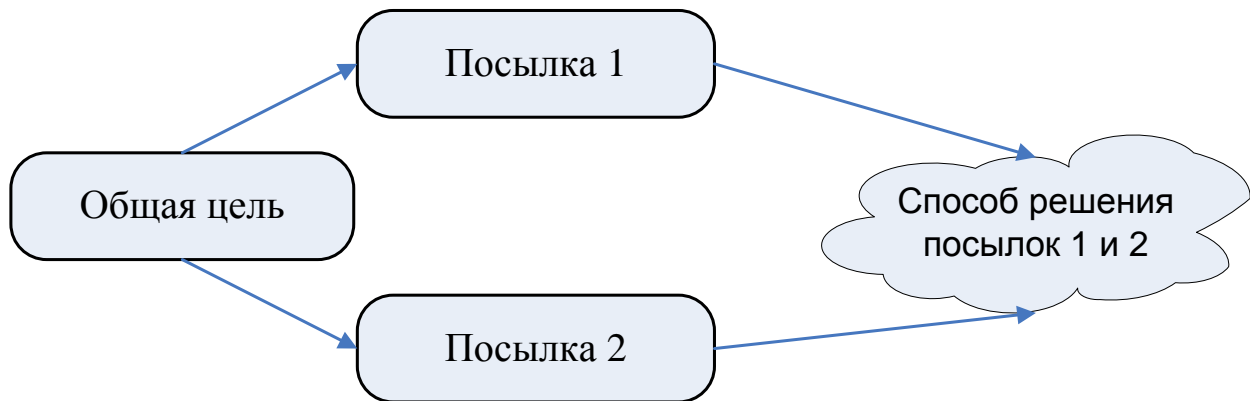 Посылка 1
Общая цель
Способ решения
посылок 1 и 2
Посылка 2